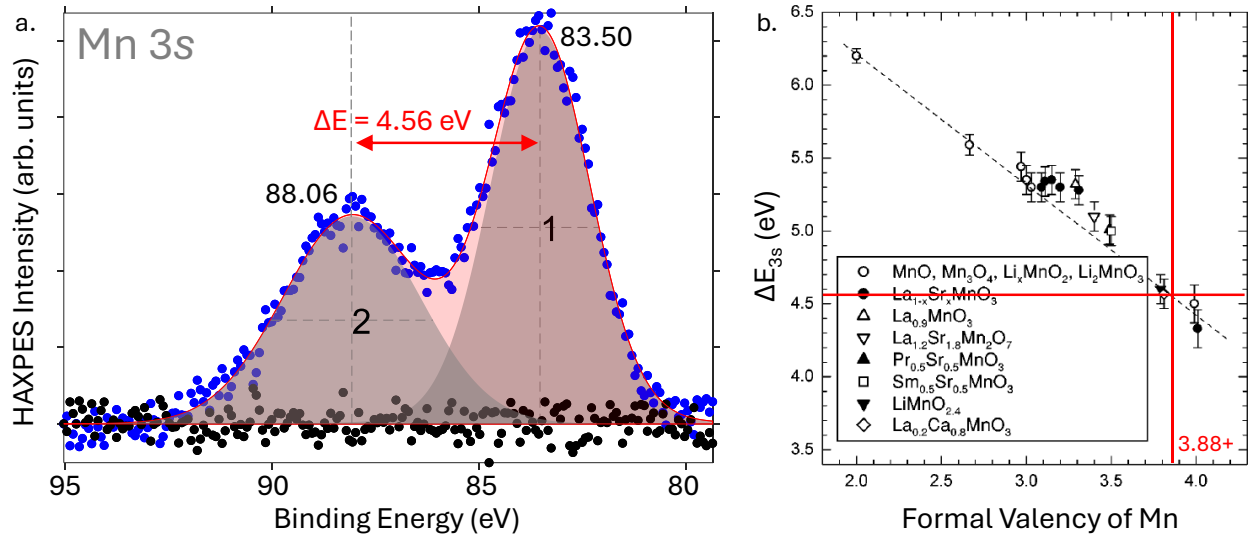 a.
Mn 3s
83.50
ΔE = 4.56 eV
88.06
1
2
HAXPES Intensity (arb. units)
95
90
85
80
Binding Energy (eV)
b.
6.5
6.0
5.5
5.0
4.5
4.0
3.5
ΔE3s (eV)
MnO, Mn3O4, LixMnO2, Li2MnO3
La1-xSrxMnO3
La0.9MnO3
La1.2Sr1.8Mn2O7
Pr0.5Sr0.5MnO3
Sm0.5Sr0.5MnO3
LiMnO2.4
La0.2Ca0.8MnO3
3.88+
2.0
2.5
3.0
3.5
4.0
Formal Valency of Mn